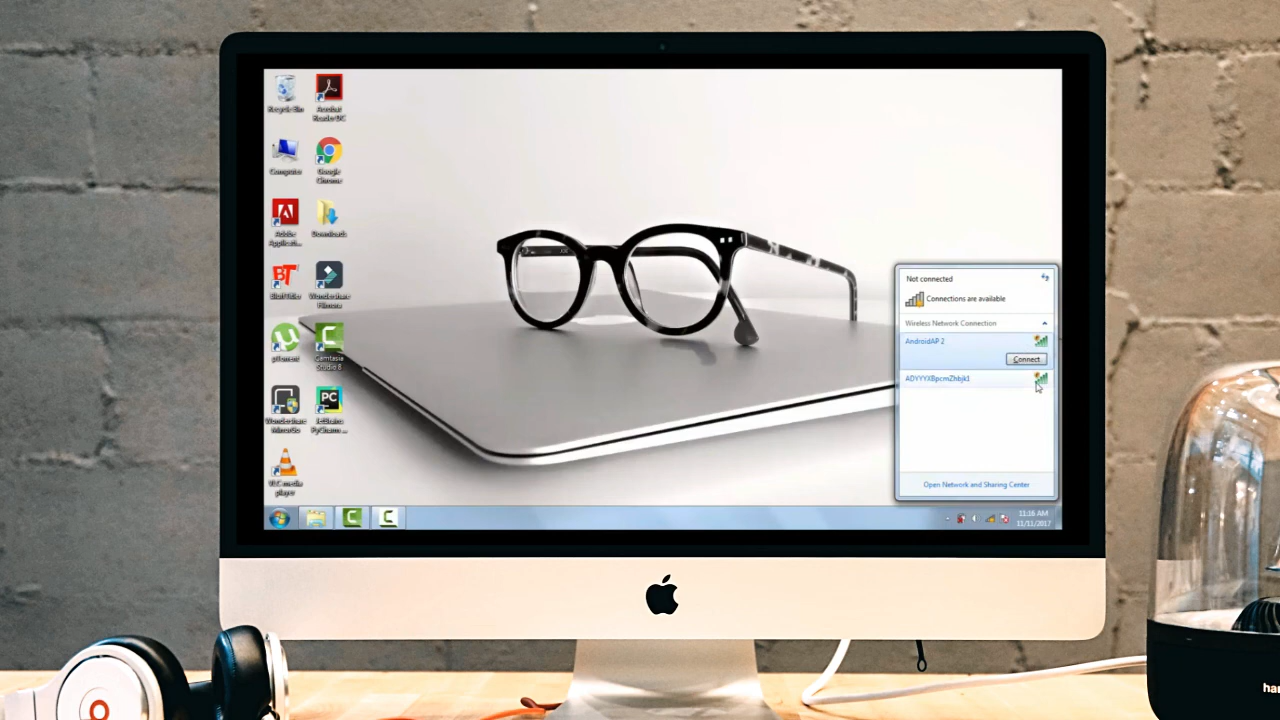 Recycle Bin
Acrobat
Reader DC
Computer
Google
Chrome
Adobe
Applicati...
Downloads
BluffTitler
Wondershare
Filmora
µTorrent
Camtasia
Studio 8
Wondershare
MirrorGo
PC
JetBrains
PyCharm ...
VLC media
player
Not connected
Connections are available
Wireless Network Connection
AndroidAP 2
Connect
ADYYYXBpcmZhbjk1
Open Network and Sharing Center
11:16 AM
11/11/2017